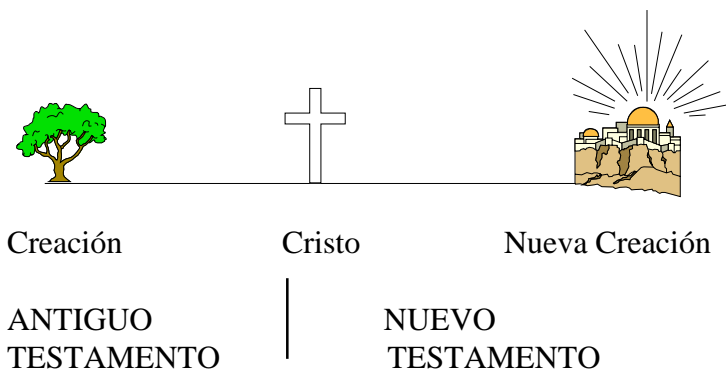 Creación Cristo Nueva Creación
ANTIGUO NUEVO
TESTAMENTO TESTAMENTO